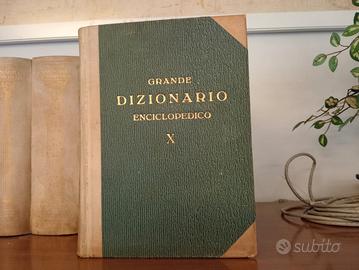 GRANDE
DIZIONARIO
ENCICLOPEDICO
X
subito